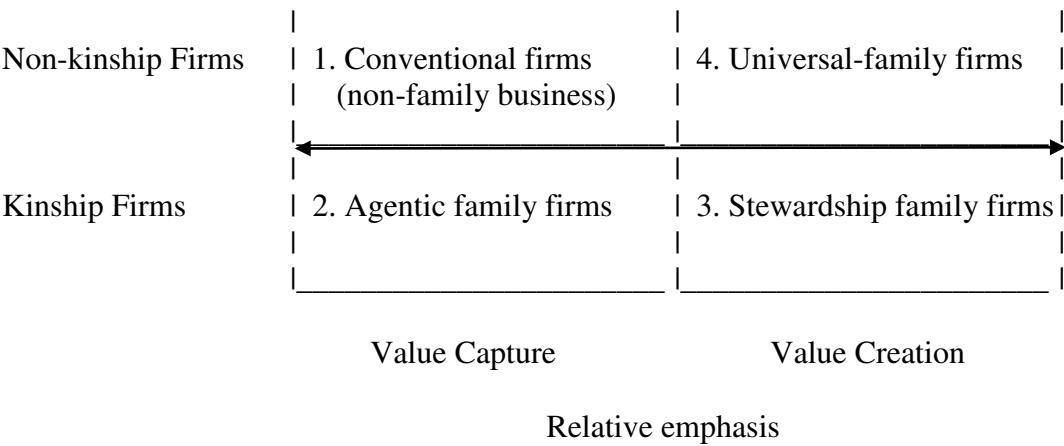 Non-kinship Firms 1. Conventional firms 4. Universal-family firms
(non-family business)
Kinship Firms 2. Agentic family firms 3. Stewardship family firms
Value Capture Value Creation
Relative emphasis